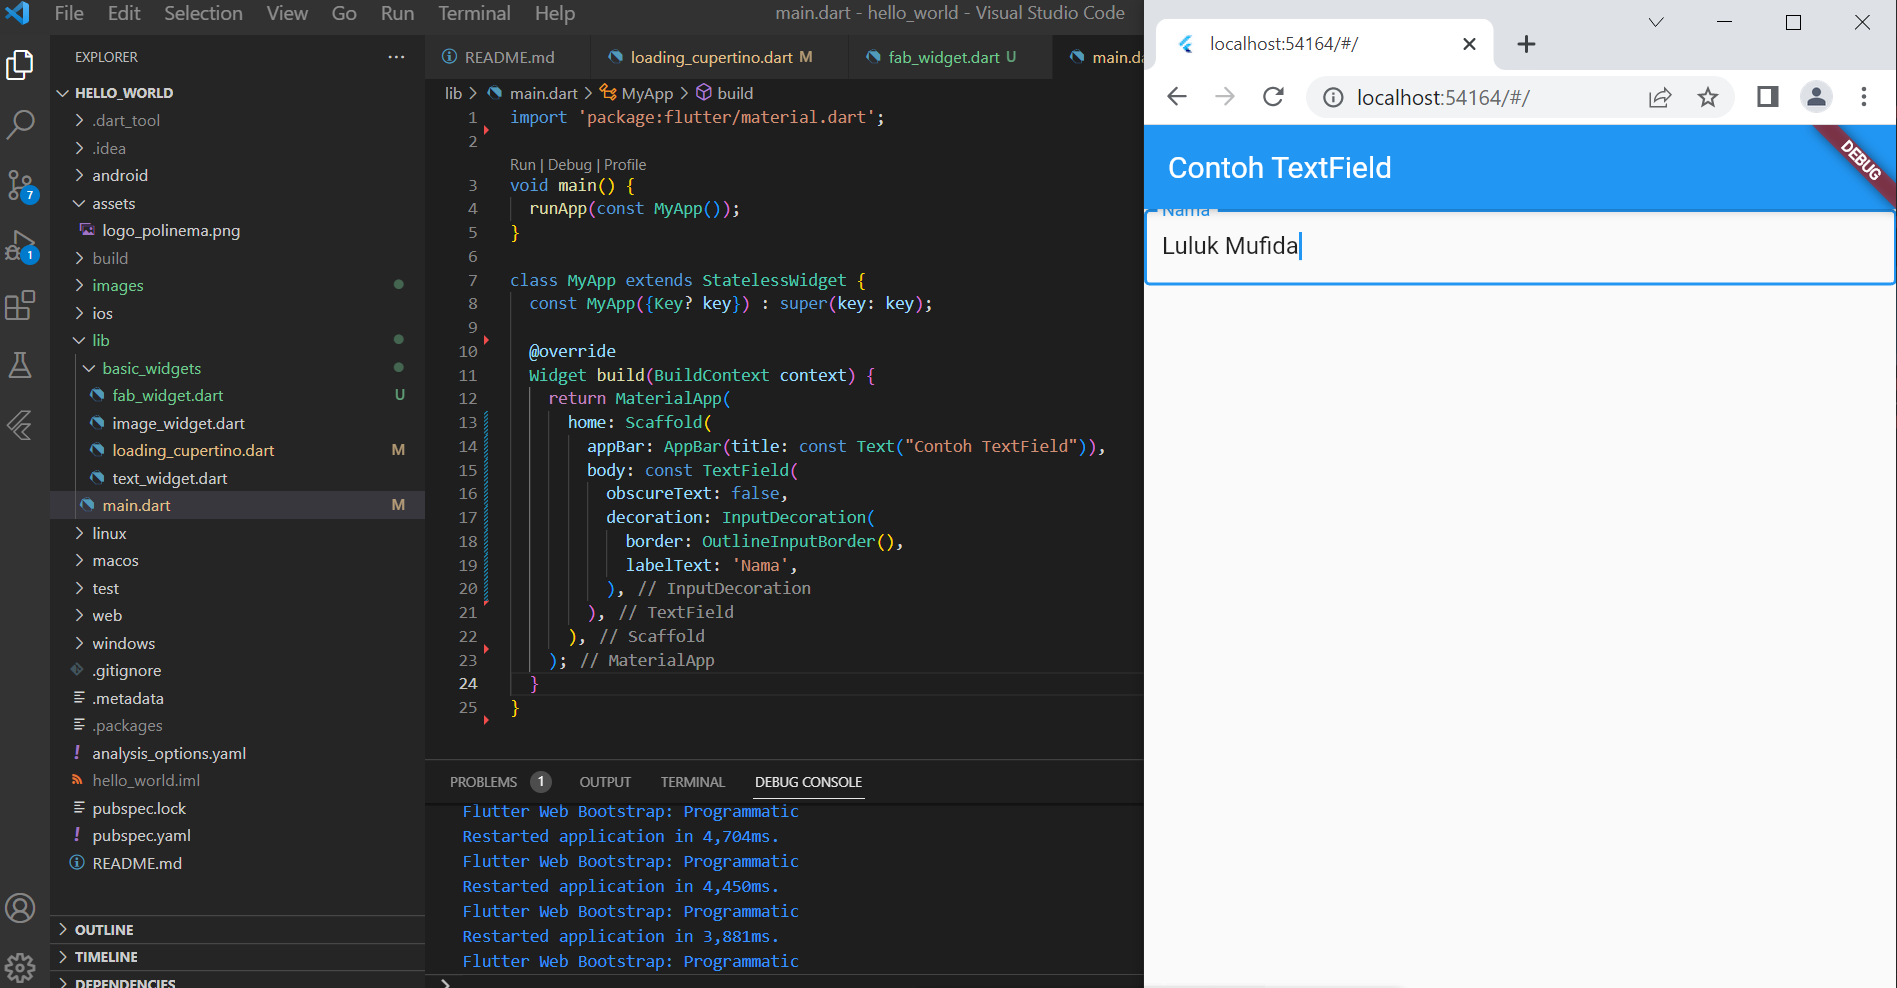 File Edit Selection View Go Run Terminal Help
main.dart - hello_world - Visual Studio Code
EXPLORER
HELLO_WORLD
.dart_tool
.idea
android
assets
logo_polinema.png
build
images
ios
lib
basic_widgets
fab_widget.dart U
image_widget.dart
loading_cupertino.dart M
text_widget.dart
main.dart M
linux
macos
test
web
windows
.gitignore
.metadata
.packages
! analysis_options.yaml
hello_world.iml
pubspec.lock
! pubspec.yaml
README.md
OUTLINE
TIMELINE
DEPENDENCIES
7
1
README.md
loading_cupertino.dart M
fab_widget.dart U
main.da
lib > main.dart > MyApp > build
1 import 'package:flutter/material.dart';
2
Run | Debug | Profile
3 void main() {
4 runApp(const MyApp());
5 }
6
7 class MyApp extends StatelessWidget {
8 const MyApp({Key? key}) : super(key: key);
9
10 @override
11 Widget build(BuildContext context) {
12 return MaterialApp(
13 home: Scaffold(
14 appBar: AppBar(title: const Text("Contoh TextField")),
15 body: const TextField(
16 obscureText: false,
17 decoration: InputDecoration(
18 border: OutlineInputBorder(),
19 labelText: 'Nama',
20 ), // InputDecoration
21 ), // TextField
22 ), // Scaffold
23 ); // MaterialApp
24 }
25 }
PROBLEMS 1 OUTPUT TERMINAL DEBUG CONSOLE
Flutter Web Bootstrap: Programmatic
Restarted application in 4,704ms.
Flutter Web Bootstrap: Programmatic
Restarted application in 4,450ms.
Flutter Web Bootstrap: Programmatic
Restarted application in 3,881ms.
Flutter Web Bootstrap: Programmatic
localhost:54164/#/
localhost:54164/#/
Contoh TextField
DEBUG
Nama
Luluk Mufida